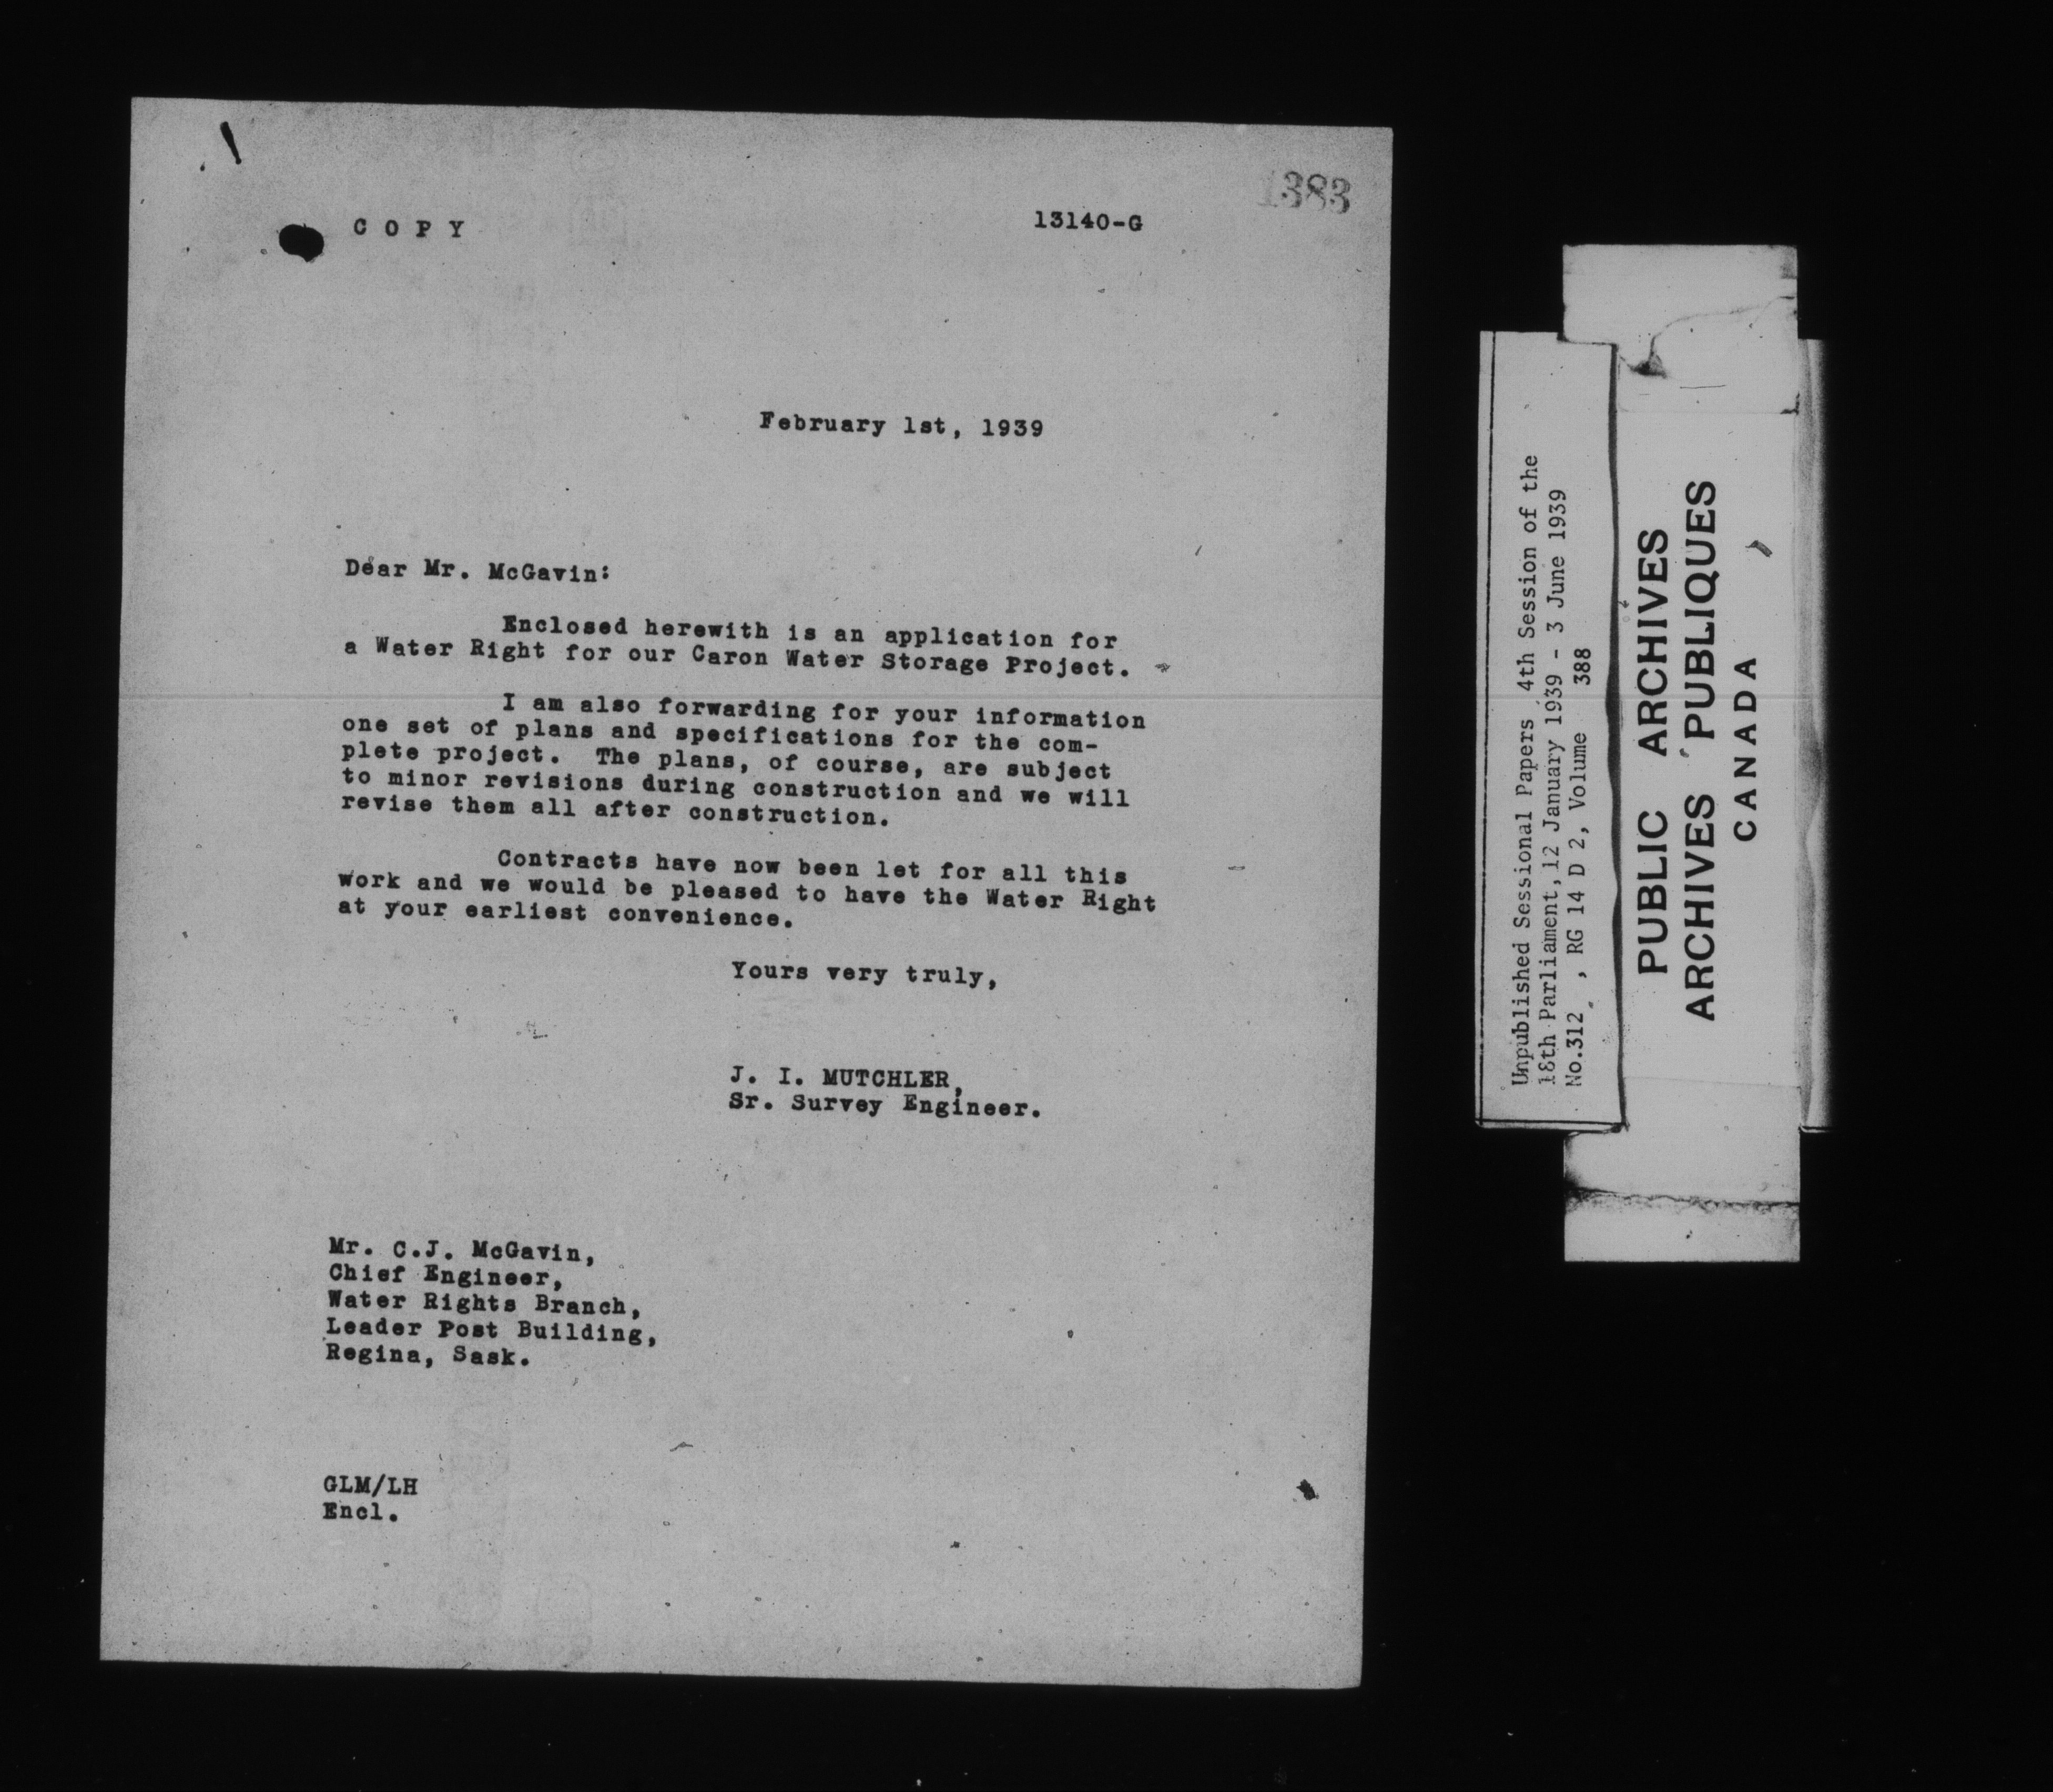 1383
COPY
13140-G
February 1st, 1939
Dear Mr. McGavin:
Enclosed herewith is an application for
a Water Right for our Caron Water Storage Project.
I am also forwarding for your information
one set of plans and specifications for the com-
plete project. The plans, of course, are subject
to minor revisions during construction and we will
revise them all after construction.
Contracts have now been let for all this
work and we would be pleased to have the Water Right
at your earliest convenience.
Yours very truly,
J. I. MUTCHLER,
Sr. Survey Engineer.
Mr. C.J. McGavin,
Chief Engineer,
Water Rights Branch,
Leader Post Building,
Regina, Sask.
GLM/LH
Encl.
Unpublished Sessional Papers, 4th Session of the
18th Parliament, 12 January 1939 - 3 June 1939
No.312 , RG 14 D 2, Volume 388
PUBLIC ARCHIVES
ARCHIVES PUBLIQUES
CANADA